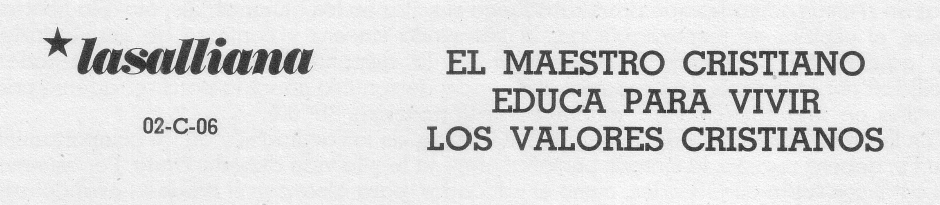 ★ lasalliana
02-C-06
EL MAESTRO CRISTIANO
EDUCA PARA VIVIR
LOS VALORES CRISTIANOS